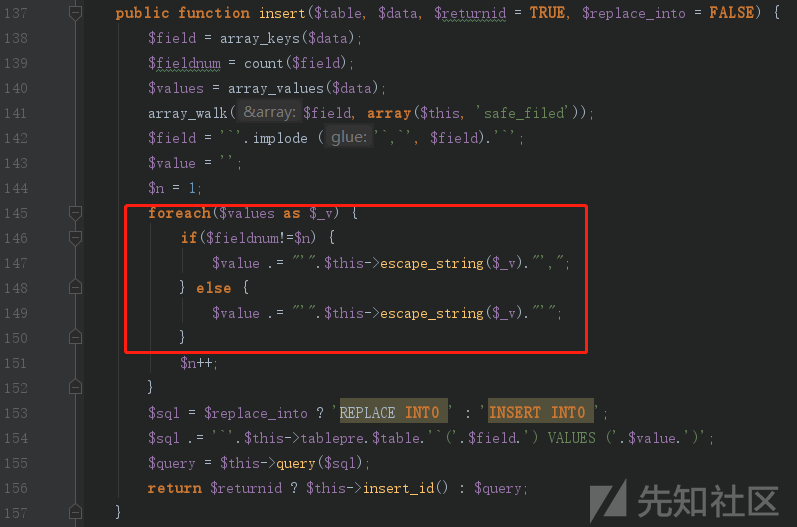 137 public function insert($table, $data, $returnid = TRUE, $replace_into = FALSE) {
138 $field = array_keys($data);
139 $fieldnum = count($field);
140 $values = array_values($data);
141 array_walk( &array: $field, array($this, 'safe_filed'));
142 $field = '`'.implode ( glue: '`,`', $field).'`';
143 $value = '';
144 $n = 1;
145 foreach($values as $_v) {
146 if($fieldnum!=$n) {
147 $value .= "'".$this->escape_string($_v)."',";
148 } else {
149 $value .= "'".$this->escape_string($_v)."'";
150 }
151 $n++;
152 }
153 $sql = $replace_into ? 'REPLACE INTO ' : 'INSERT INTO ';
154 $sql .= '`'.$this->tablepre.$table.'`('.$field.') VALUES ('.$value.')';
155 $query = $this->query($sql);
156 return $returnid ? $this->insert_id() : $query;
157 }
先知社区